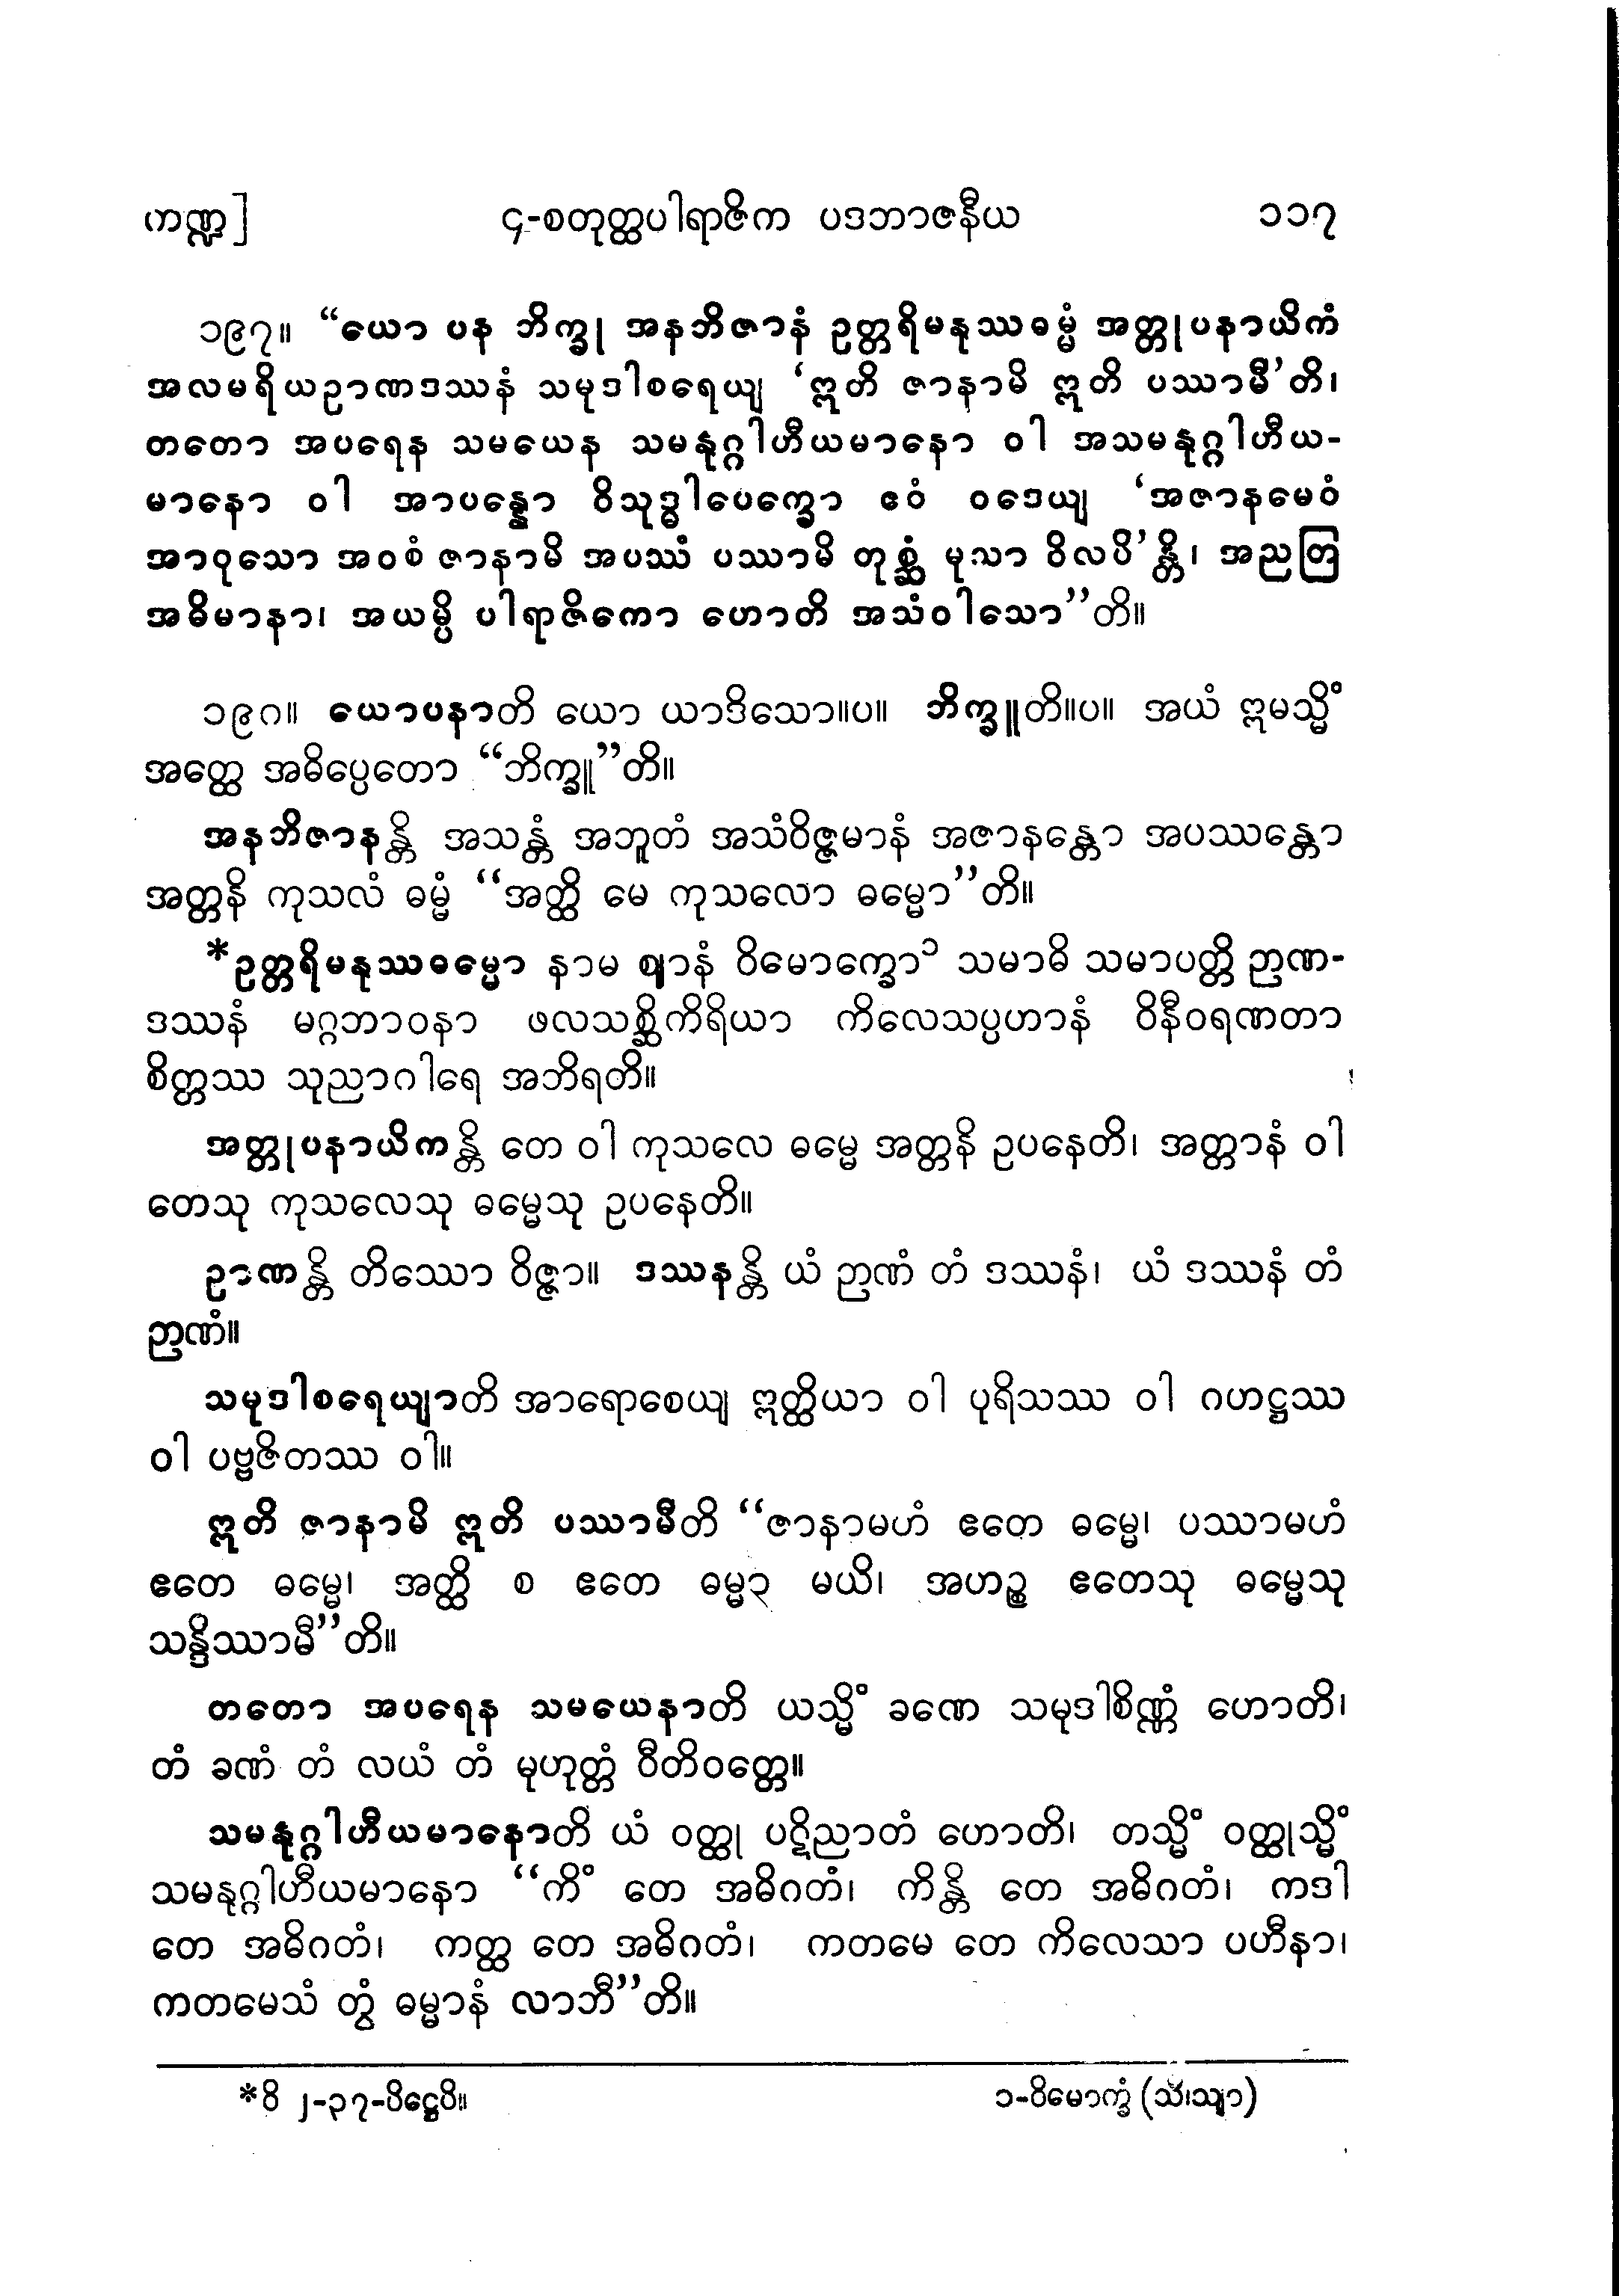 ကဏ္ဍ] ၄-စတုတ္ထပါရာဇိက ပဒဘာဇနီယ ၁၁၇
၁၉၇။ “ယော ပန ဘိက္ခု အနဘိဇာနံ ဥတ္တရိမနုဿဓမ္မံ အတ္တုပနာယိကံ
အလမရိယဉာဏဒဿနံ သမုဒါစရေယျ ‘ဣတိ ဇာနာမိ ဣတိ ပဿာမီ’တိ၊
တတော အပရေန သမယေန သမနုဂ္ဂါဟီယမာနော ဝါ အသမနုဂ္ဂါဟီယ-
မာနော ဝါ အာပန္နော ဝိသုဒ္ဓါပေက္ခော ဧဝံ ဝဒေယျ ‘အဇာနမေဝံ
အာဝုသော အဝစံ ဇာနာမိ အပဿံ ပဿာမိ တုစ္ဆံ မုသာ ဝိလပိ’န္တိ၊ အညတြ
အဓိမာနာ၊ အယမ္ပိ ပါရာဇိကော ဟောတိ အသံဝါသော”တိ။
၁၉၈။ ယောပနာတိ ယော ယာဒိသော။ပ။ ဘိက္ခူတိ။ပ။ အယံ ဣမသ္မိံ
အတ္ထေ အဓိပ္ပေတော “ဘိက္ခူ”တိ။
အနဘိဇာနန္တိ အသန္တံ အဘူတံ အသံဝိဇ္ဇမာနံ အဇာနန္တော အပဿန္တော
အတ္တနိ ကုသလံ ဓမ္မံ “အတ္ထိ မေ ကုသလော ဓမ္မော”တိ။
*ဥတ္တရိမနုဿဓမ္မော နာမ ဈာနံ ဝိမောက္ခော၁ သမာဓိ သမာပတ္တိ ဉာဏ-
ဒဿနံ မဂ္ဂဘာဝနာ ဖလသစ္ဆိကိရိယာ ကိလေသပ္ပဟာနံ ဝိနီဝရဏတာ
စိတ္တဿ သုညာဂါရေ အဘိရတိ။
အတ္တုပနာယိကန္တိ တေ ဝါ ကုသလေ ဓမ္မေ အတ္တနိ ဥပနေတိ၊ အတ္တာနံ ဝါ
တေသု ကုသလေသု ဓမ္မေသု ဥပနေတိ။
ဉာဏန္တိ တိဿော ဝိဇ္ဇာ။ ဒဿနန္တိ ယံ ဉာဏံ တံ ဒဿနံ၊ ယံ ဒဿနံ တံ
ဉာဏံ။
သမုဒါစရေယျာတိ အာရောစေယျ ဣတ္ထိယာ ဝါ ပုရိသဿ ဝါ ဂဟဋ္ဌဿ
ဝါ ပဗ္ဗဇိတဿ ဝါ။
ဣတိ ဇာနာမိ ဣတိ ပဿာမီတိ “ဇာနာမဟံ ဧတေ ဓမ္မေ၊ ပဿာမဟံ
ဧတေ ဓမ္မေ၊ အတ္ထိ စ ဧတေ ဓမ္မာ မယိ၊ အဟဉ္စ ဧတေသု ဓမ္မေသု
သန္ဒိဿာမီ”တိ။
တတော အပရေန သမယေနာတိ ယသ္မိံ ခဏေ သမုဒါစိဏ္ဏံ ဟောတိ၊
တံ ခဏံ တံ လယံ တံ မုဟုတ္တံ ဝီတိဝတ္တေ။
သမနုဂ္ဂါဟီယမာနောတိ ယံ ဝတ္ထု ပဋိညာတံ ဟောတိ၊ တသ္မိံ ဝတ္ထုသ္မိံ
သမနုဂ္ဂါဟီယမာနော “ကိံ တေ အဓိဂတံ၊ ကိန္တိ တေ အဓိဂတံ၊ ကဒါ
တေ အဓိဂတံ၊ ကတ္ထ တေ အဓိဂတံ၊ ကတမေ တေ ကိလေသာ ပဟီနာ၊
ကတမေသံ တွံ ဓမ္မာနံ လာဘီ”တိ။
*ဝိ ၂-၃၇-ပိဋ္ဌေပိ။ ၁-ဝိမောက္ခံ (သီ၊သျာ)